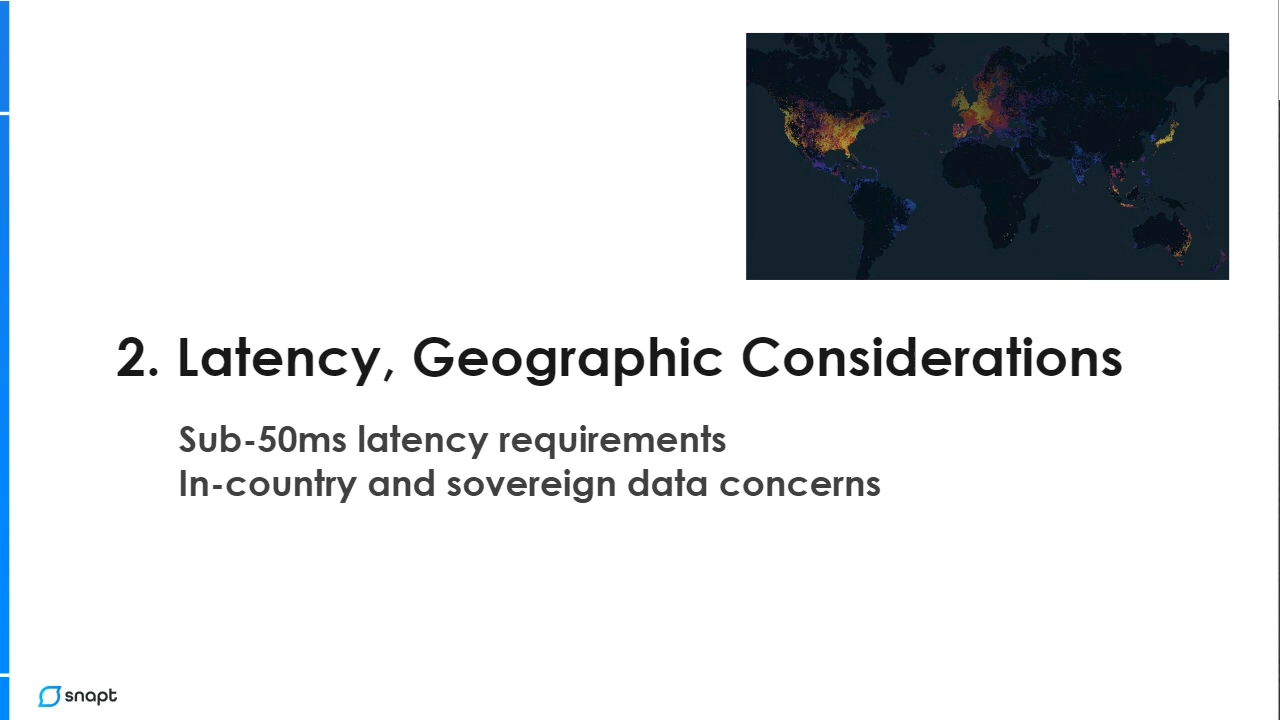 2. Latency, Geographic Considerations
Sub-50ms latency requirements
In-country and sovereign data concerns
snapt